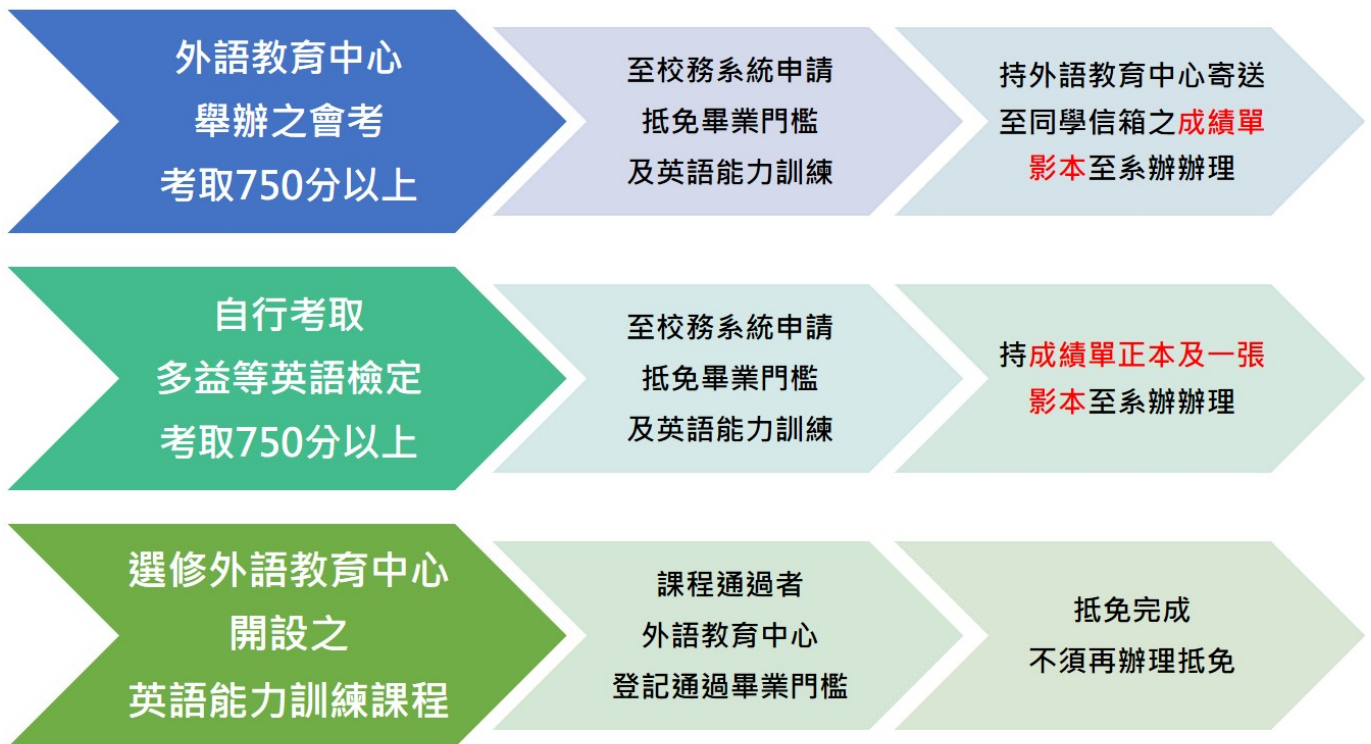 外語教育中心
舉辦之會考
考取750分以上
至校務系統申請
抵免畢業門檻
及英語能力訓練
持外語教育中心寄送
至同學信箱之成績單
影本至系辦辦理
自行考取
多益等英語檢定
考取750分以上
至校務系統申請
抵免畢業門檻
及英語能力訓練
持成績單正本及一張
影本至系辦辦理
選修外語教育中心
開設之
英語能力訓練課程
課程通過者
外語教育中心
登記通過畢業門檻
抵免完成
不須再辦理抵免